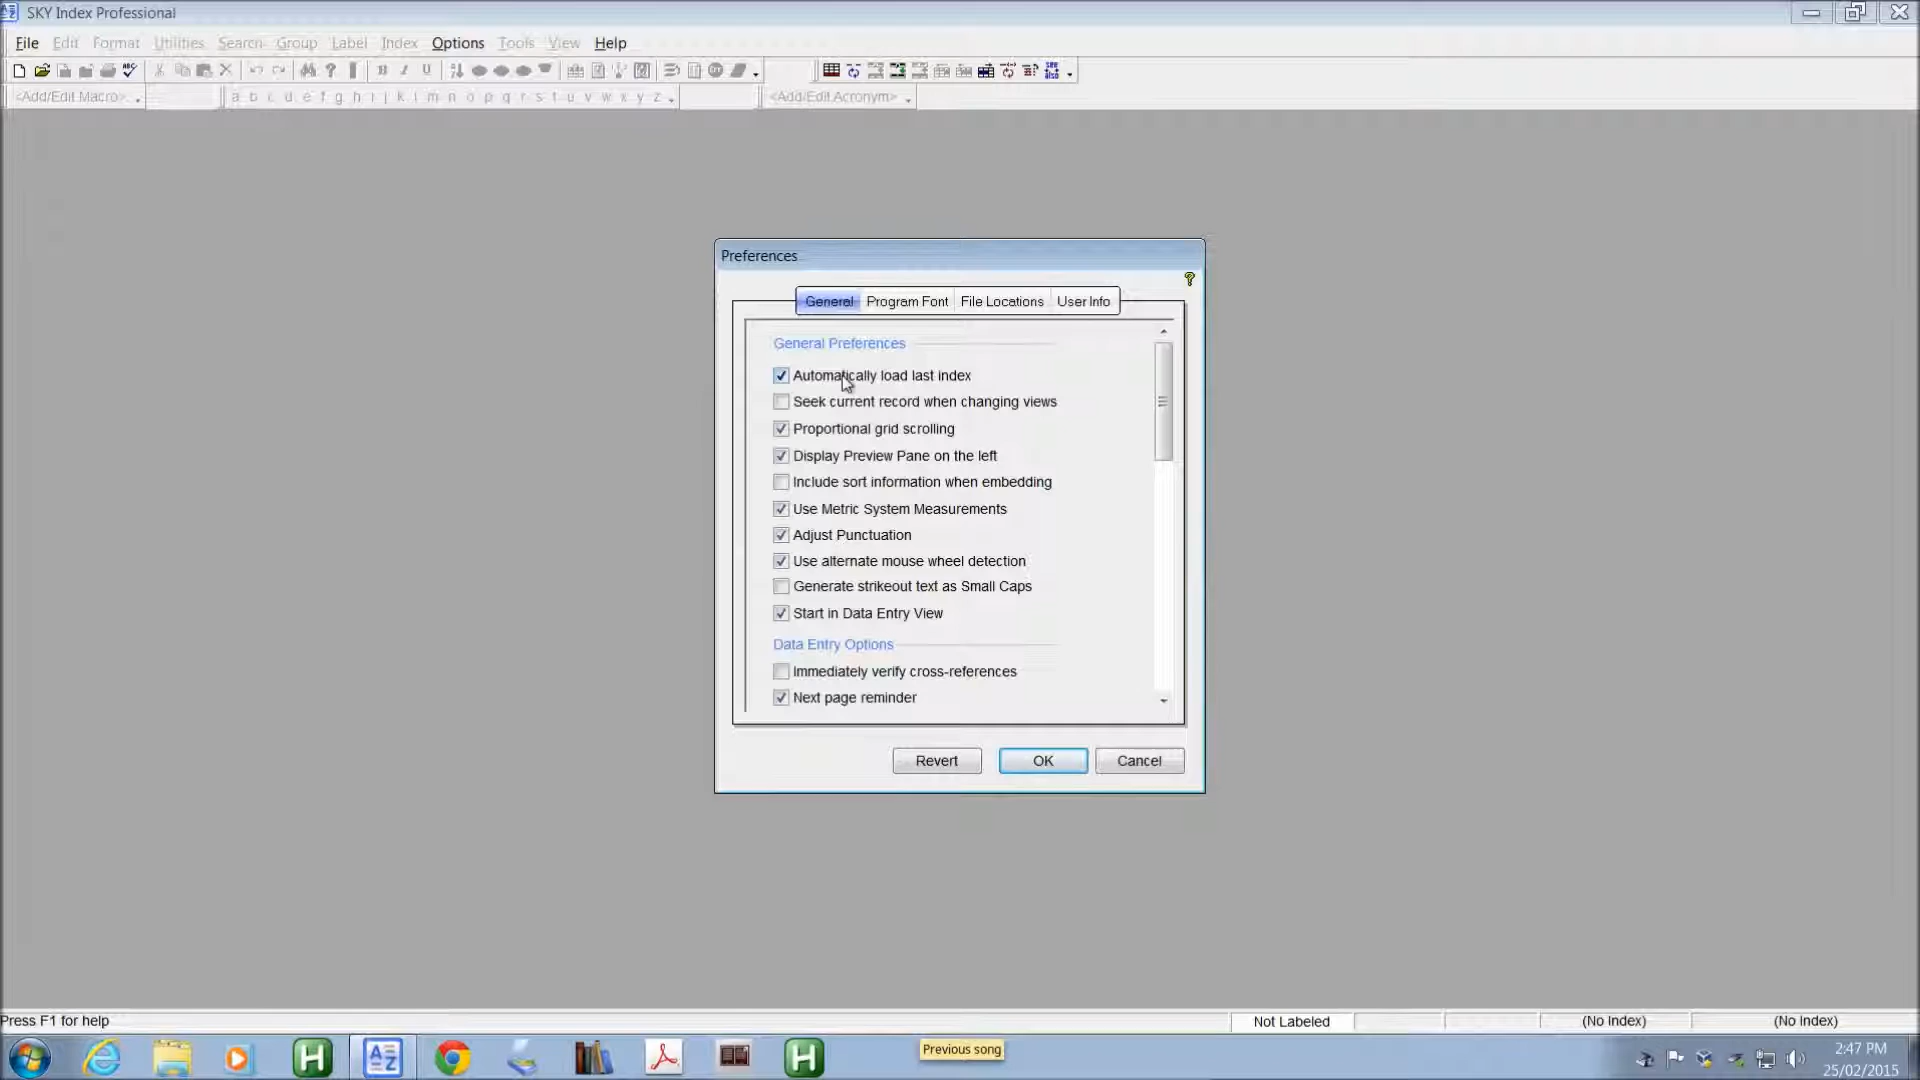 SKY Index Professional
File Edit Format Utilities Search Group Label Index Options Tools View Help
<Add/Edit Macro> a b c d e f g h i j k l m n o p q r s t u v w x y z <Add/Edit Acronym>
Preferences
General Program Font File Locations User Info
General Preferences
Automatically load last index
Seek current record when changing views
Proportional grid scrolling
Display Preview Pane on the left
Include sort information when embedding
Use Metric System Measurements
Adjust Punctuation
Use alternate mouse wheel detection
Generate strikeout text as Small Caps
Start in Data Entry View
Data Entry Options
Immediately verify cross-references
Next page reminder
Revert OK Cancel
Press F1 for help Not Labeled (No Index) (No Index)
Previous song
2:47 PM
25/02/2015